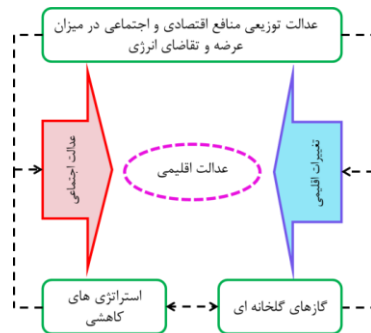 عدالت توزیعی منافع اقتصادی و اجتماعی در میزان
عرضه و تقاضای انرژی
تغییرات اقلیمی
عدالت اقلیمی
عدالت اجتماعی
گازهای گلخانه ای
استراتژی های
کاهشی